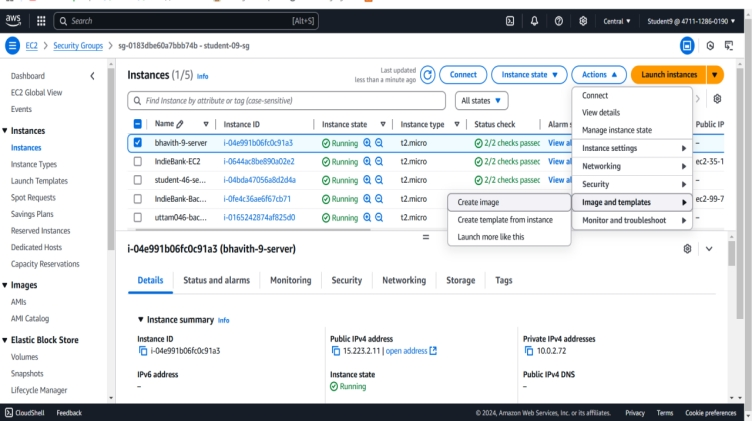 aws
Search
[Alt+S]
Central ▼
Student9 @ 4711-1286-0190 ▼
EC2 > Security Groups > sg-0183dbe60a7bbb74b - student-09-sg
Dashboard
EC2 Global View
Events
▼ Instances
Instances
Instance Types
Launch Templates
Spot Requests
Savings Plans
Reserved Instances
Dedicated Hosts
Capacity Reservations
▼ Images
AMIs
AMI Catalog
▼ Elastic Block Store
Volumes
Snapshots
Lifecycle Manager
Instances (1/5) Info
Last updated
less than a minute ago
Connect
Instance state ▼
Actions ▲
Launch instances ▼
Find Instance by attribute or tag (case-sensitive)
All states ▼
Name
Instance ID
Instance state
Instance type
Status check
Alarm s
Public IP
bhavith-9-server i-04e991b06fc0c91a3 Running t2.micro 2/2 checks passec View al –
IndieBank-EC2 i-0644ac8be890a02e2 Running t2.micro 2/2 checks passec View al ec2-35-1
student-46-se... i-04bda47056a8d2d4a Running t2.micro 2/2 checks passec View al –
IndieBank-Bac... i-0fe4c36ae6f67cb71 Running t2.micro ec2-99-7
uttam046-bac... i-0165242874af825d0 Running t2.micro –
Connect
View details
Manage instance state
Instance settings
Networking
Security
Image and templates
Monitor and troubleshoot
Create image
Create template from instance
Launch more like this
i-04e991b06fc0c91a3 (bhavith-9-server)
Details
Status and alarms
Monitoring
Security
Networking
Storage
Tags
▼ Instance summary Info
Instance ID
i-04e991b06fc0c91a3
Public IPv4 address
15.223.2.11 | open address
Private IPv4 addresses
10.0.2.72
IPv6 address
–
Instance state
Running
Public IPv4 DNS
–
CloudShell
Feedback
© 2024, Amazon Web Services, Inc. or its affiliates.
Privacy
Terms
Cookie preferences